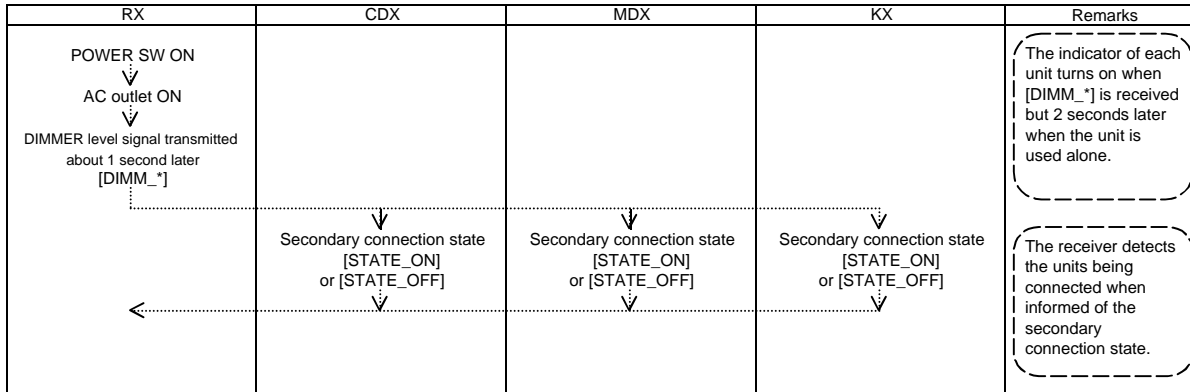 RX
CDX
MDX
KX
Remarks
POWER SW ON
AC outlet ON
DIMMER level signal transmitted
about 1 second later
[DIMM_*]
The indicator of each
unit turns on when
[DIMM_*] is received
but 2 seconds later
when the unit is
used alone.
Secondary connection state
[STATE_ON]
or [STATE_OFF]
Secondary connection state
[STATE_ON]
or [STATE_OFF]
Secondary connection state
[STATE_ON]
or [STATE_OFF]
The receiver detects
the units being
connected when
informed of the
secondary
connection state.